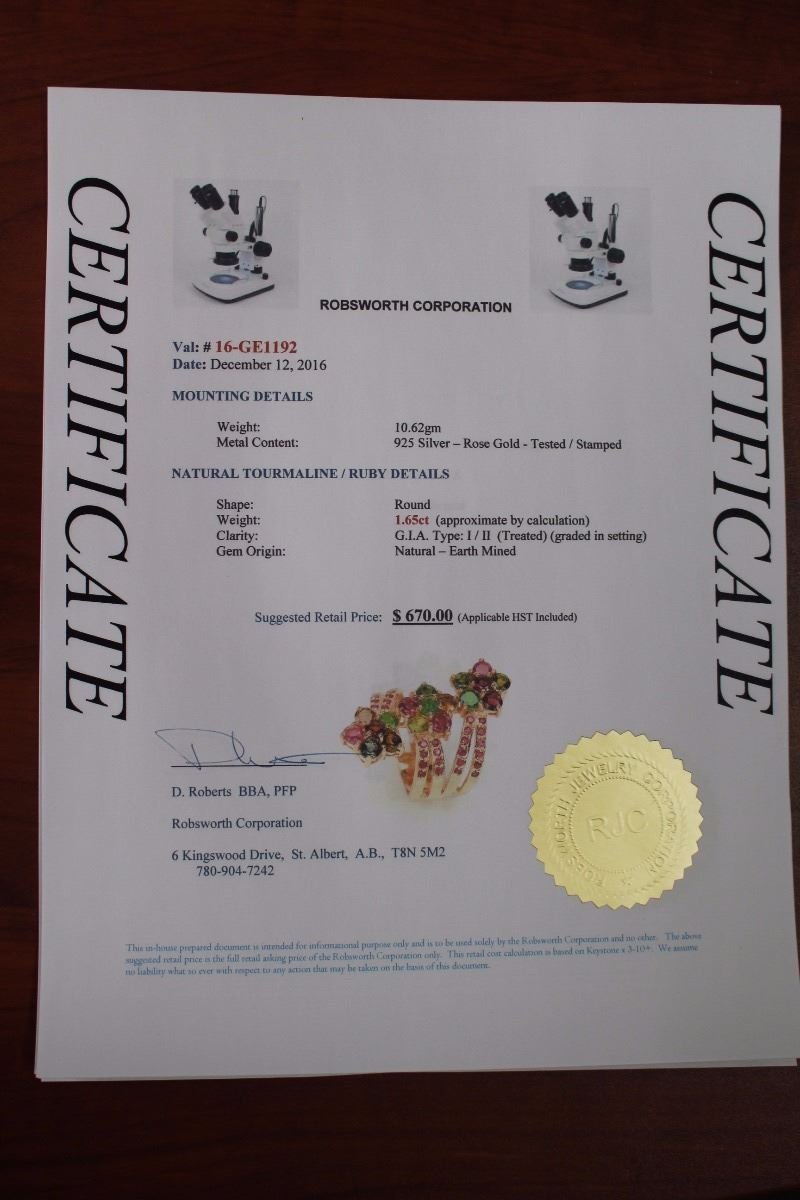 CERTIFICATE
CERTIFICATE
ROBSWORTH CORPORATION
Val: # 16-GE1192
Date: December 12, 2016
MOUNTING DETAILS
Weight: 10.62gm
Metal Content: 925 Silver – Rose Gold - Tested / Stamped
NATURAL TOURMALINE / RUBY DETAILS
Shape: Round
Weight: 1.65ct (approximate by calculation)
Clarity: G.I.A. Type: I / II (Treated) (graded in setting)
Gem Origin: Natural – Earth Mined
Suggested Retail Price: $ 670.00 (Applicable HST Included)
D. Roberts BBA, PFP
Robsworth Corporation
6 Kingswood Drive, St. Albert, A.B., T8N 5M2
780-904-7242
ROBSWORTH JEWELRY CORPORATION
RJC
This in-house prepared document is intended for informational purpose only and is to be used solely by the Robsworth Corporation and no other. The above
suggested retail price is the full retail asking price of the Robsworth Corporation only. This retail cost calculation is based on Keystone x 3-10+. We assume
no liability what so ever with respect to any action that may be taken on the basis of this document.